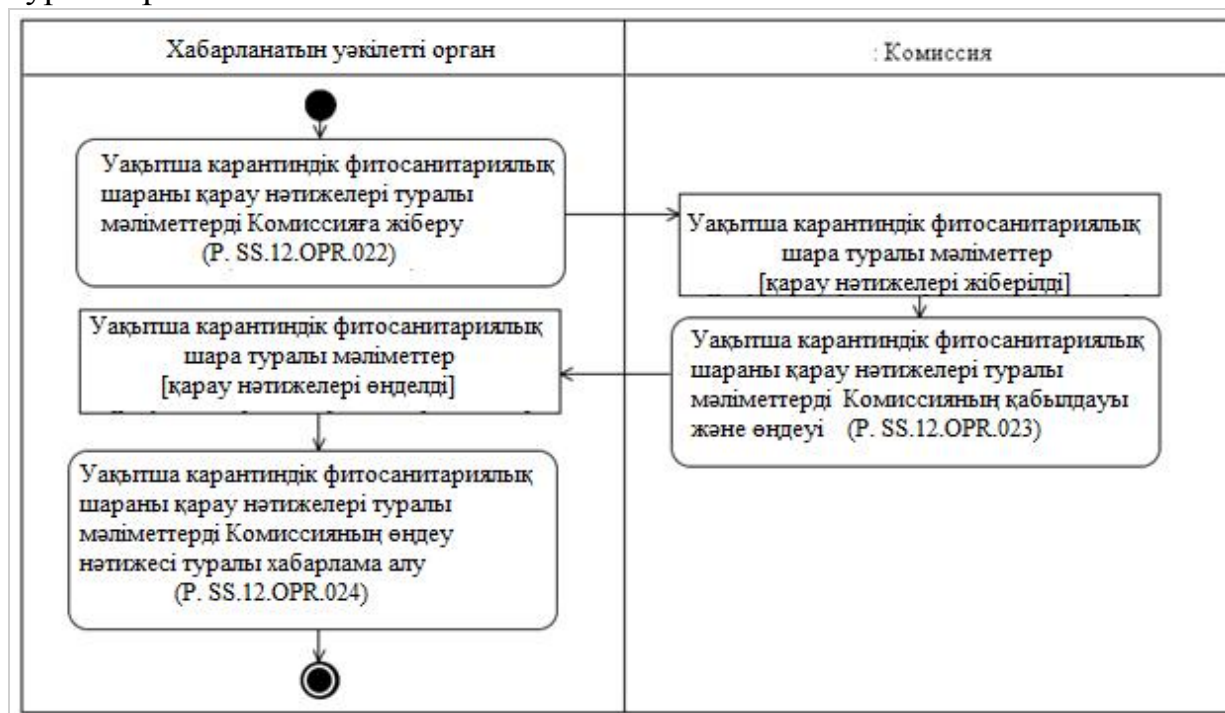 Хабарланатын уәкілетті орган
: Комиссия
Уақытша карантиндік фитосанитариялық
шараны қарау нәтижелері туралы
мәліметтерді Комиссияға жіберу
(P. SS.12.OPR.022)
Уақытша карантиндік фитосанитариялық
шара туралы мәліметтер
[қарау нәтижелері жіберілді]
Уақытша карантиндік фитосанитариялық
шараны қарау нәтижелері туралы
мәліметтерді Комиссияның қабылдауы
және өңдеуі (P. SS.12.OPR.023)
Уақытша карантиндік фитосанитариялық
шара туралы мәліметтер
[қарау нәтижелері өңделді]
Уақытша карантиндік фитосанитариялық
шараны қарау нәтижелері туралы
мәліметтерді Комиссияның өңдеу
нәтижесі туралы хабарлама алу
(P. SS.12.OPR.024)